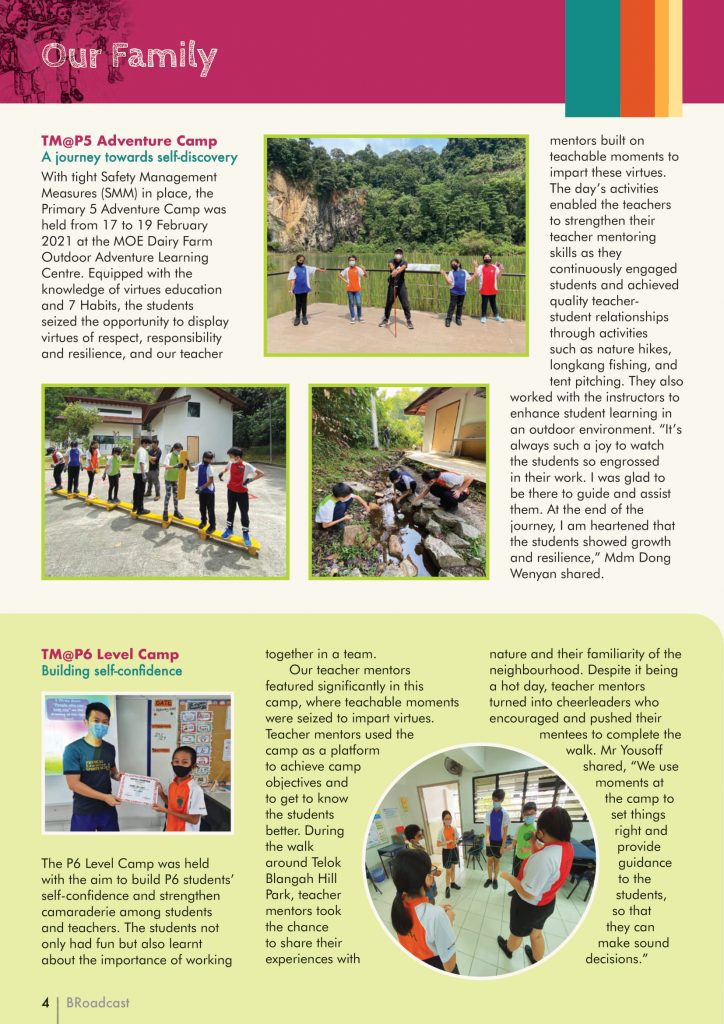 Our Family
TM@P5 Adventure Camp
A journey towards self-discovery
With tight Safety Management
Measures (SMM) in place, the
Primary 5 Adventure Camp was
held from 17 to 19 February
2021 at the MOE Dairy Farm
Outdoor Adventure Learning
Centre. Equipped with the
knowledge of virtues education
and 7 Habits, the students
seized the opportunity to display
virtues of respect, responsibility
and resilience, and our teacher
mentors built on
teachable moments to
impart these virtues.
The day’s activities
enabled the teachers
to strengthen their
teacher mentoring
skills as they
continuously engaged
students and achieved
quality teacher-
student relationships
through activities
such as nature hikes,
longkang fishing, and
tent pitching. They also
worked with the instructors to
enhance student learning in
an outdoor environment. “It’s
always such a joy to watch
the students so engrossed
in their work. I was glad to
be there to guide and assist
them. At the end of the
journey, I am heartened that
the students showed growth
and resilience,” Mdm Dong
Wenyan shared.
TM@P6 Level Camp
Building self-confidence
The P6 Level Camp was held
with the aim to build P6 students’
self-confidence and strengthen
camaraderie among students
and teachers. The students not
only had fun but also learnt
about the importance of working
together in a team.
Our teacher mentors
featured significantly in this
camp, where teachable moments
were seized to impart virtues.
Teacher mentors used the
camp as a platform
to achieve camp
objectives and
to get to know
the students
better. During
the walk
around Telok
Blangah Hill
Park, teacher
mentors took
the chance
to share their
experiences with
nature and their familiarity of the
neighbourhood. Despite it being
a hot day, teacher mentors
turned into cheerleaders who
encouraged and pushed their
mentees to complete the
walk. Mr Yousoff
shared, “We use
moments at
the camp to
set things
right and
provide
guidance
to the
students,
so that
they can
make sound
decisions.”
4
BRoadcast